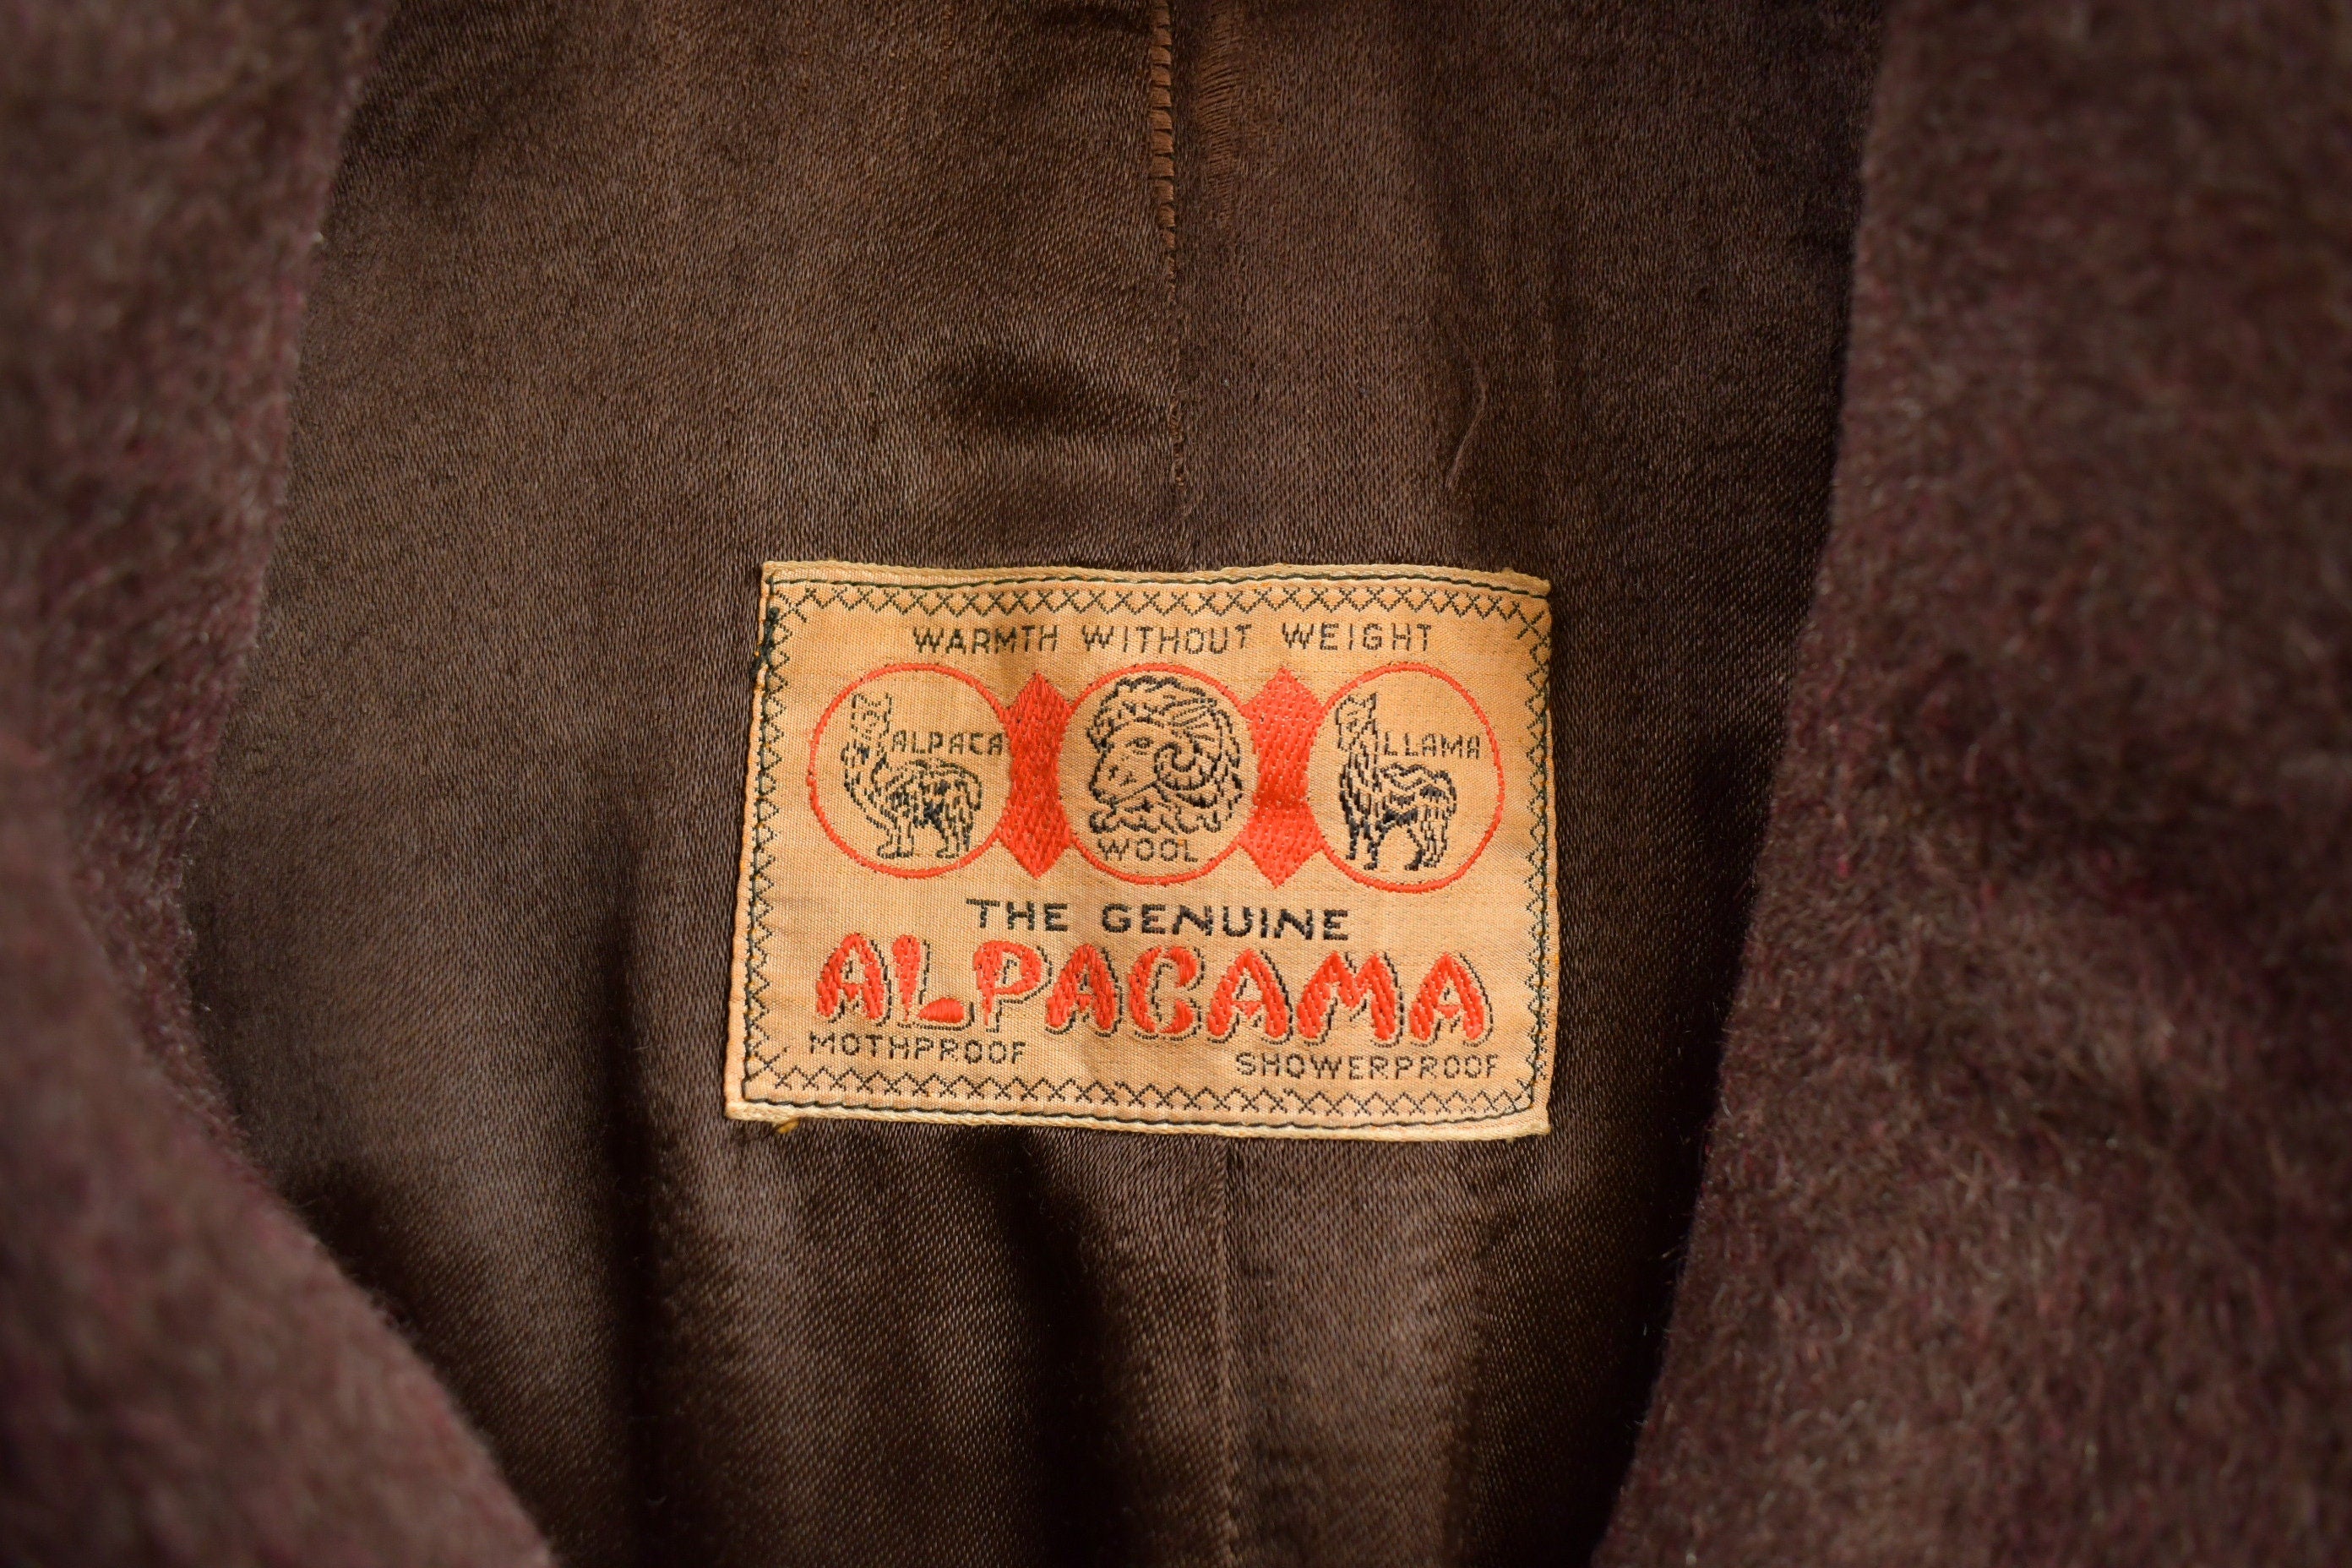 WARMTH WITHOUT WEIGHT
ALPACA
LLAMA
WOOL
THE GENUINE
ALPACAMA
MOTHPROOF
SHOWERPROOF